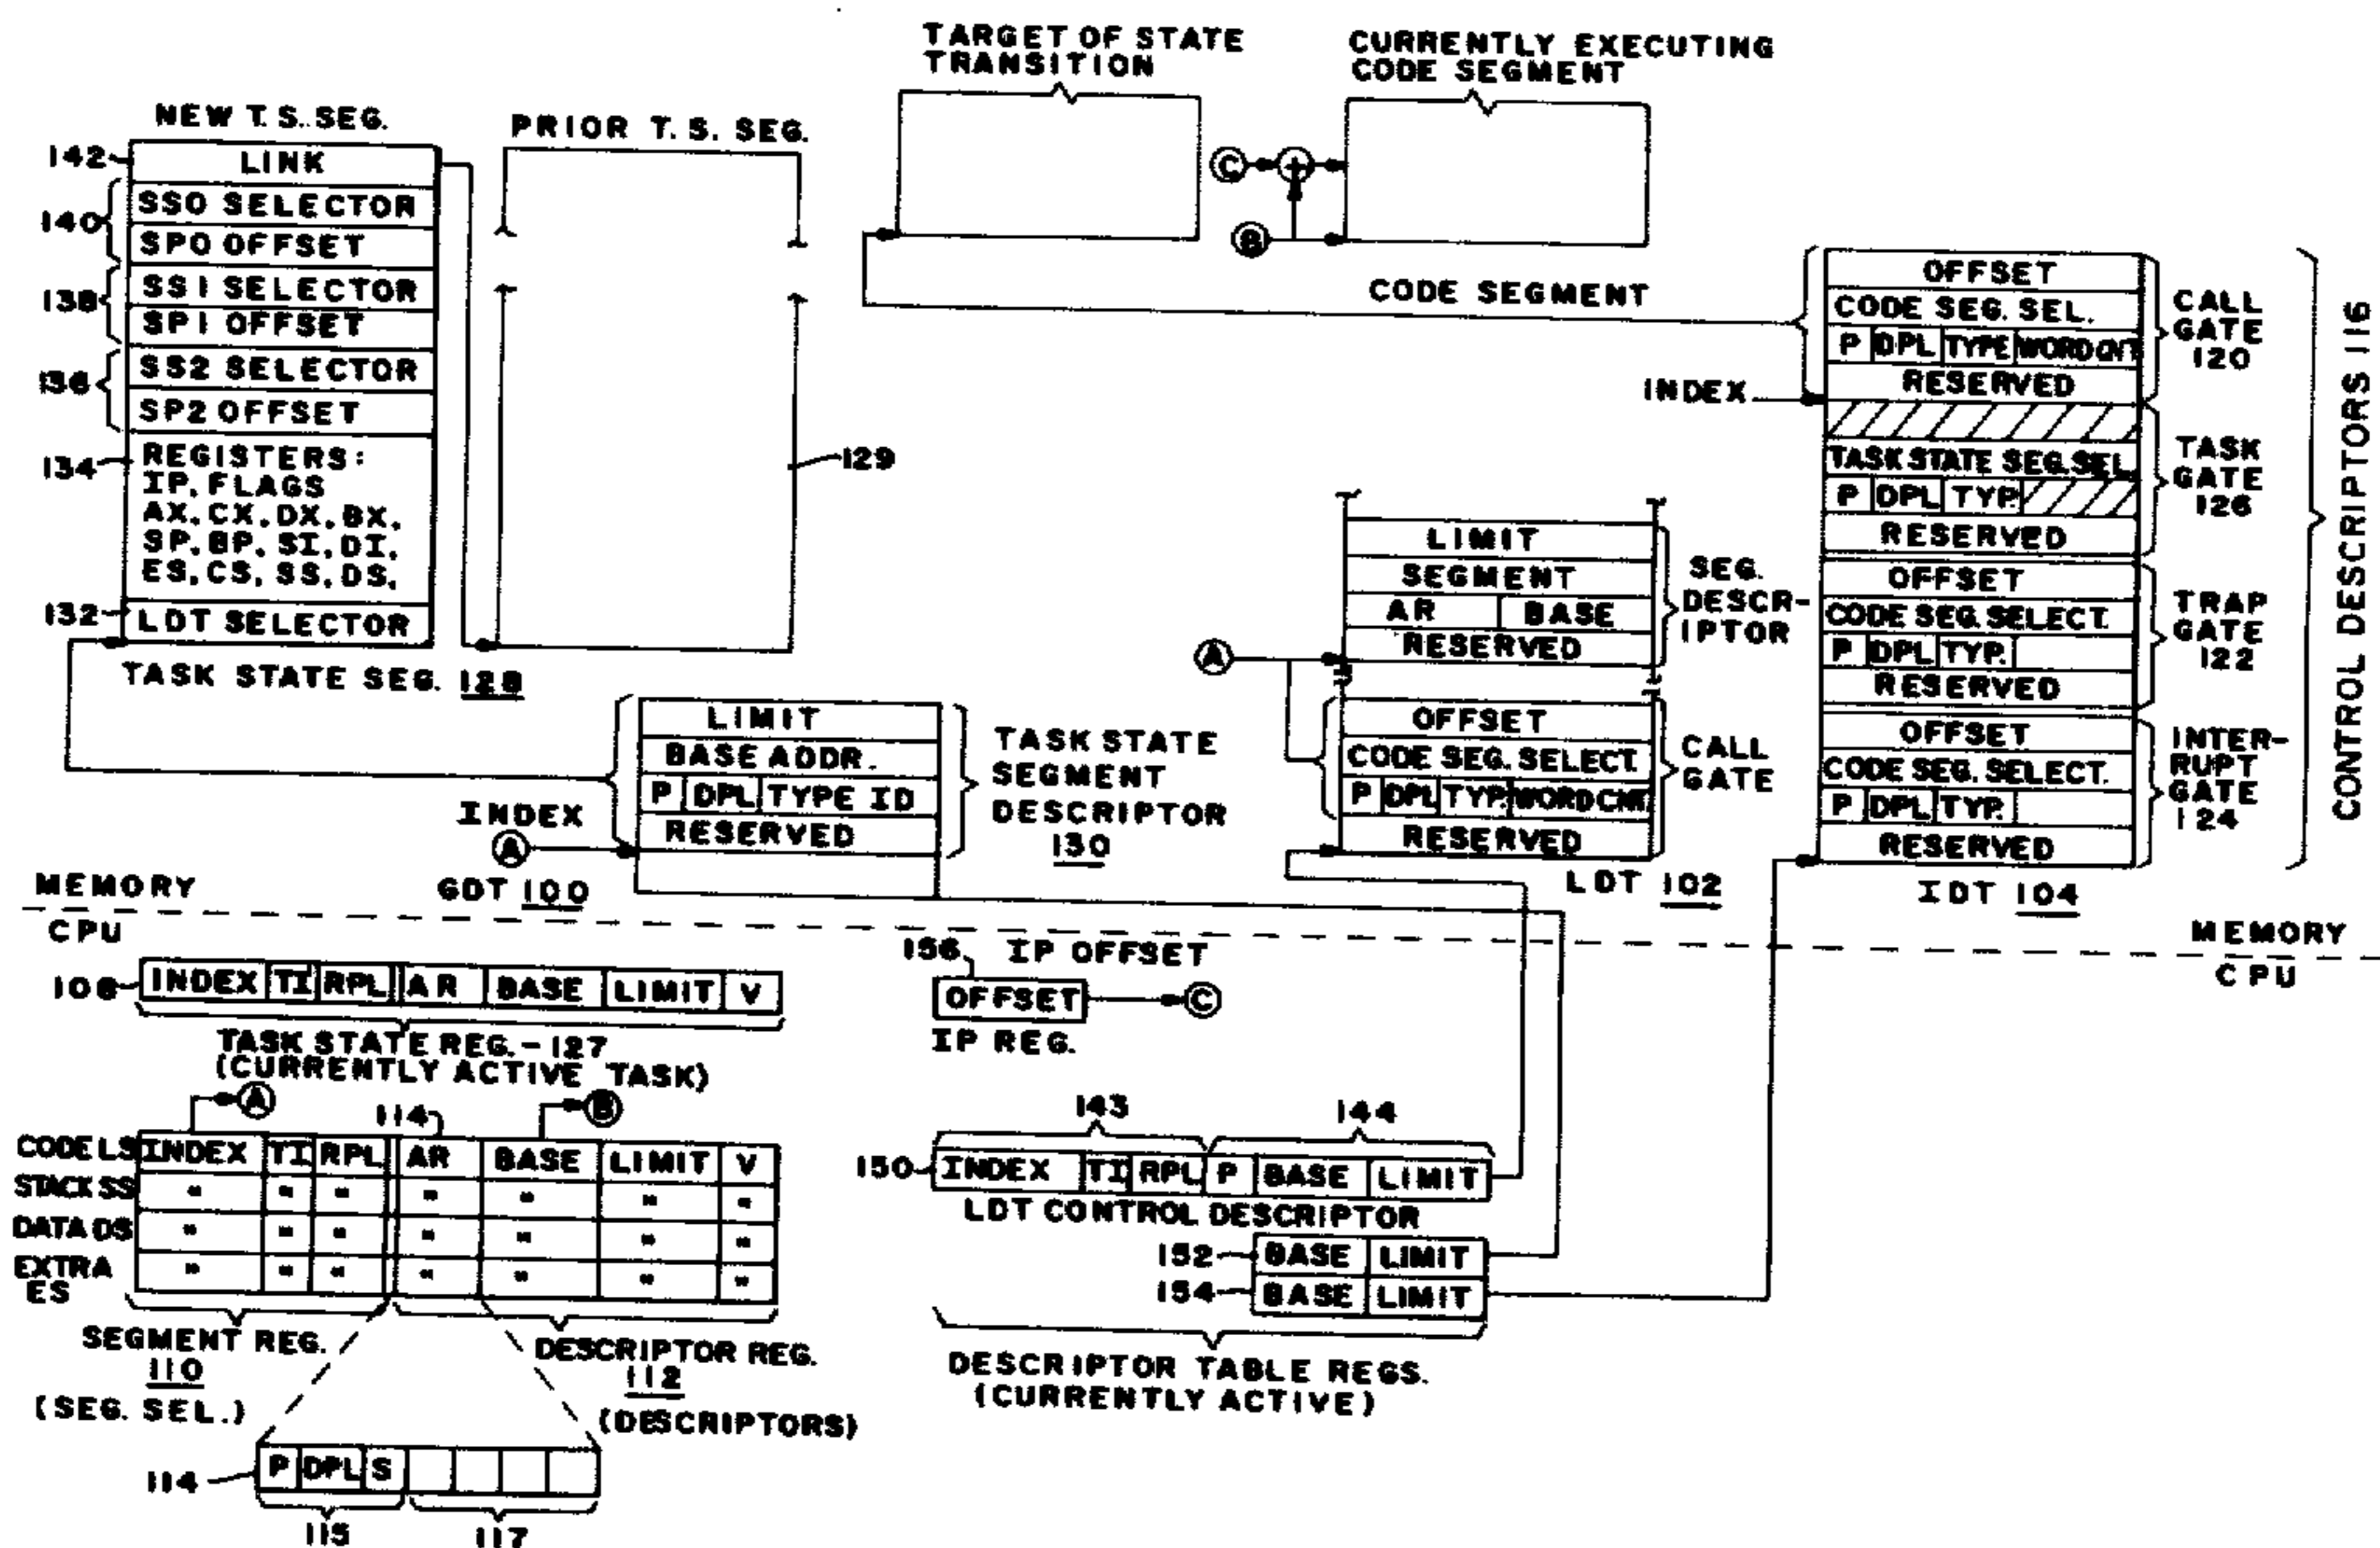 TARGET OF STATE
TRANSITION
CURRENTLY EXECUTING
CODE SEGMENT
NEW T.S. SEG.
PRIOR T.S. SEG.
142
LINK
140
SS0 SELECTOR
SP0 OFFSET
138
SS1 SELECTOR
SP1 OFFSET
136
SS2 SELECTOR
SP2 OFFSET
134
REGISTERS:
IP, FLAGS
AX, CX, DX, BX,
SP, BP, SI, DI,
ES, CS, SS, DS,
132
LDT SELECTOR
TASK STATE SEG. 128
129
C
+
B
CODE SEGMENT
INDEX
OFFSET
CODE SEG. SEL.
P DPL TYPE WORD CNT
RESERVED
CALL
GATE
120
TASK STATE SEG. SEL.
P DPL TYP.
RESERVED
TASK
GATE
126
OFFSET
CODE SEG. SELECT.
P DPL TYP.
RESERVED
TRAP
GATE
122
OFFSET
CODE SEG. SELECT.
P DPL TYP.
RESERVED
INTER-
RUPT
GATE
124
CONTROL DESCRIPTORS 116
IDT 104
LIMIT
SEGMENT
AR BASE
RESERVED
SEG.
DESCR-
IPTOR
A
OFFSET
CODE SEG. SELECT.
P DPL TYP. WORD CNT
RESERVED
CALL
GATE
LDT 102
LIMIT
BASE ADDR.
P DPL TYPE ID
RESERVED
TASK STATE
SEGMENT
DESCRIPTOR
130
INDEX
A
GDT 100
MEMORY
CPU
MEMORY
CPU
108
INDEX TI RPL AR BASE LIMIT V
TASK STATE REG.-127
(CURRENTLY ACTIVE TASK)
156
IP OFFSET
OFFSET
C
IP REG.
A
114
B
CODE LS INDEX TI RPL AR BASE LIMIT V
STACK SS " " " " " " "
DATA DS " " " " " " "
EXTRA
ES " " " " " " "
SEGMENT REG.
110
(SEG. SEL.)
DESCRIPTOR REG.
112
(DESCRIPTORS)
114
P DPL S
115
117
143
144
150
INDEX TI RPL P BASE LIMIT
LDT CONTROL DESCRIPTOR
152
BASE LIMIT
154
BASE LIMIT
DESCRIPTOR TABLE REGS.
(CURRENTLY ACTIVE)